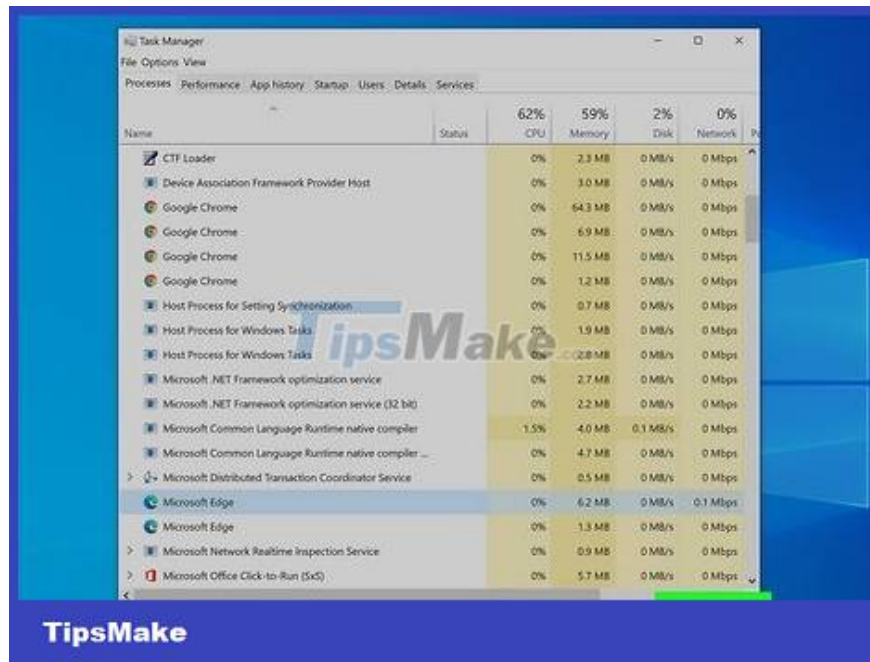 Task Manager
File Options View
Processes Performance App history Startup Users Details Services
62% 59% 2% 0%
Name Status CPU Memory Disk Network
CTF Loader 0% 2.3 MB 0 MB/s 0 Mbps
Device Association Framework Provider Host 0% 3.0 MB 0 MB/s 0 Mbps
Google Chrome 0% 64.3 MB 0 MB/s 0 Mbps
Google Chrome 0% 6.9 MB 0 MB/s 0 Mbps
Google Chrome 0% 11.5 MB 0 MB/s 0 Mbps
Google Chrome 0% 1.2 MB 0 MB/s 0 Mbps
Host Process for Setting Synchronization 0% 0.7 MB 0 MB/s 0 Mbps
Host Process for Windows Tasks 0% 1.9 MB 0 MB/s 0 Mbps
TipsMake.com
Host Process for Windows Tasks 0% 2.8 MB 0 MB/s 0 Mbps
Microsoft .NET Framework optimization service 0% 2.7 MB 0 MB/s 0 Mbps
Microsoft .NET Framework optimization service (32 bit) 0% 2.2 MB 0 MB/s 0 Mbps
Microsoft Common Language Runtime native compiler 1.5% 4.0 MB 0.1 MB/s 0 Mbps
Microsoft Common Language Runtime native compiler ... 0% 4.7 MB 0 MB/s 0 Mbps
Microsoft Distributed Transaction Coordinator Service 0% 0.5 MB 0 MB/s 0 Mbps
Microsoft Edge 0% 6.2 MB 0 MB/s 0.1 Mbps
Microsoft Edge 0% 1.3 MB 0 MB/s 0 Mbps
Microsoft Network Realtime Inspection Service 0% 0.9 MB 0 MB/s 0 Mbps
Microsoft Office Click-to-Run (SxS) 0% 5.7 MB 0 MB/s 0 Mbps
TipsMake